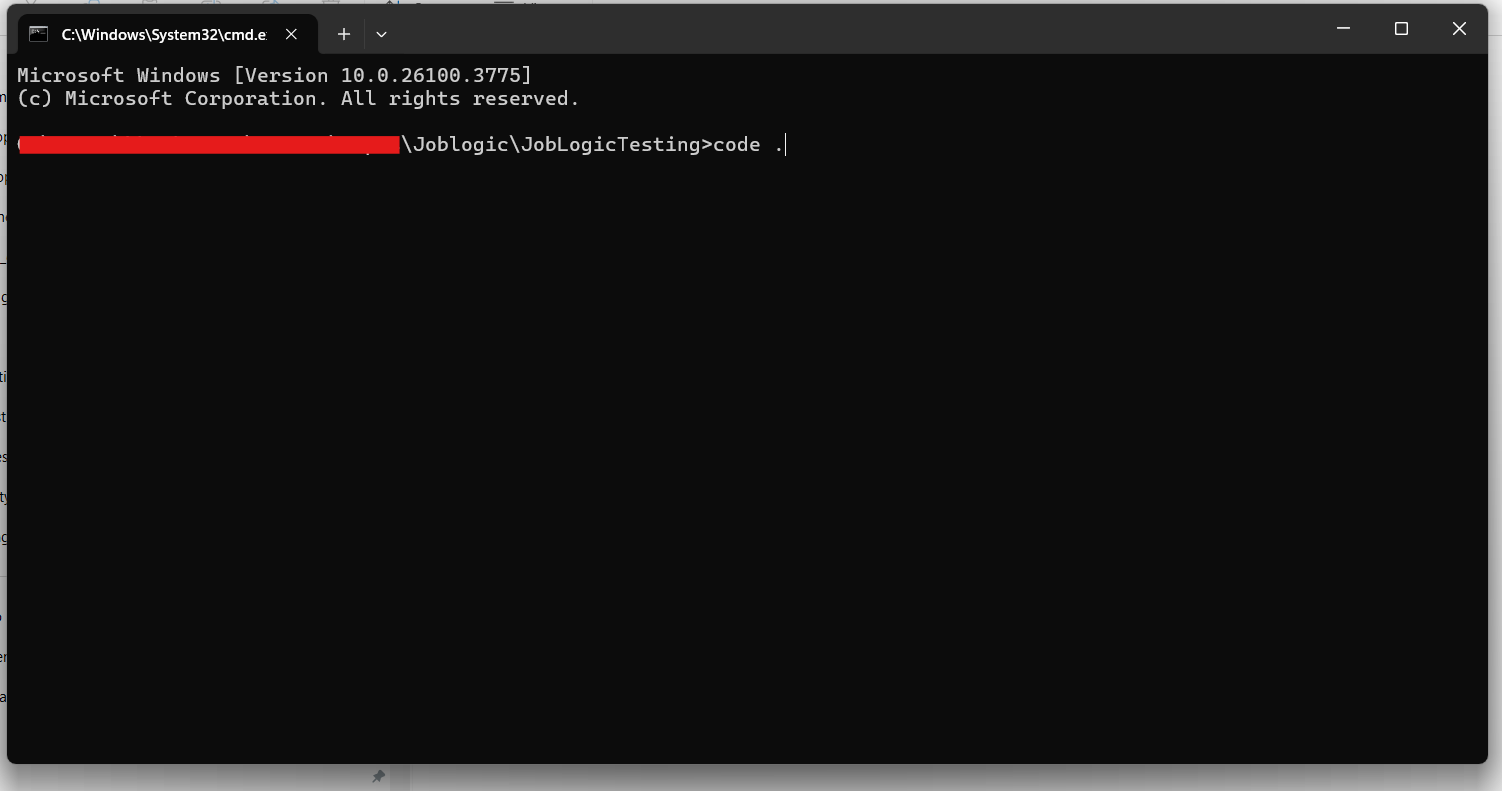 C:\Windows\System32\cmd.e
Microsoft Windows [Version 10.0.26100.3775]
(c) Microsoft Corporation. All rights reserved.
\Joblogic\JobLogicTesting>code .